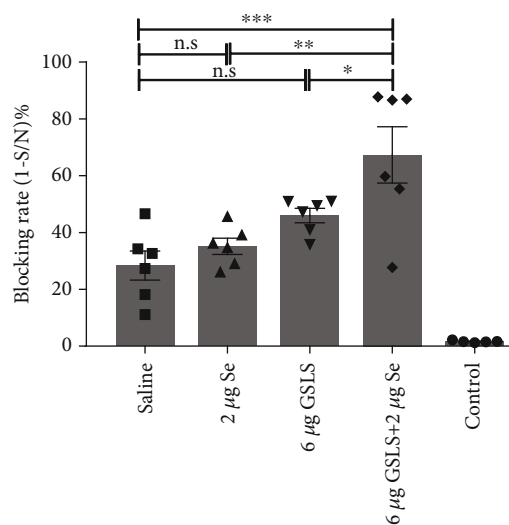 ***
n.s
**
n.s
*
Blocking rate (1-S/N)%
100
80
60
40
20
0
Saline
2 μg Se
6 μg GSLS
6 μg GSLS+2 μg Se
Control